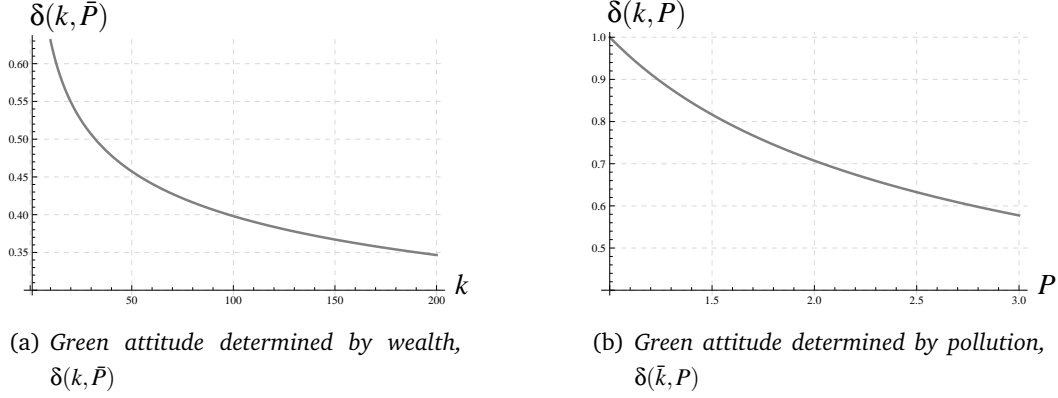 δ(k, P̄)
0.60
0.55
0.50
0.45
0.40
0.35
50
100
150
200
k
(a) Green attitude determined by wealth,
δ(k, P̄)
δ(k, P)
1.0
0.9
0.8
0.7
0.6
0.5
1.5
2.0
2.5
3.0
P
(b) Green attitude determined by pollution,
δ(k̄, P)